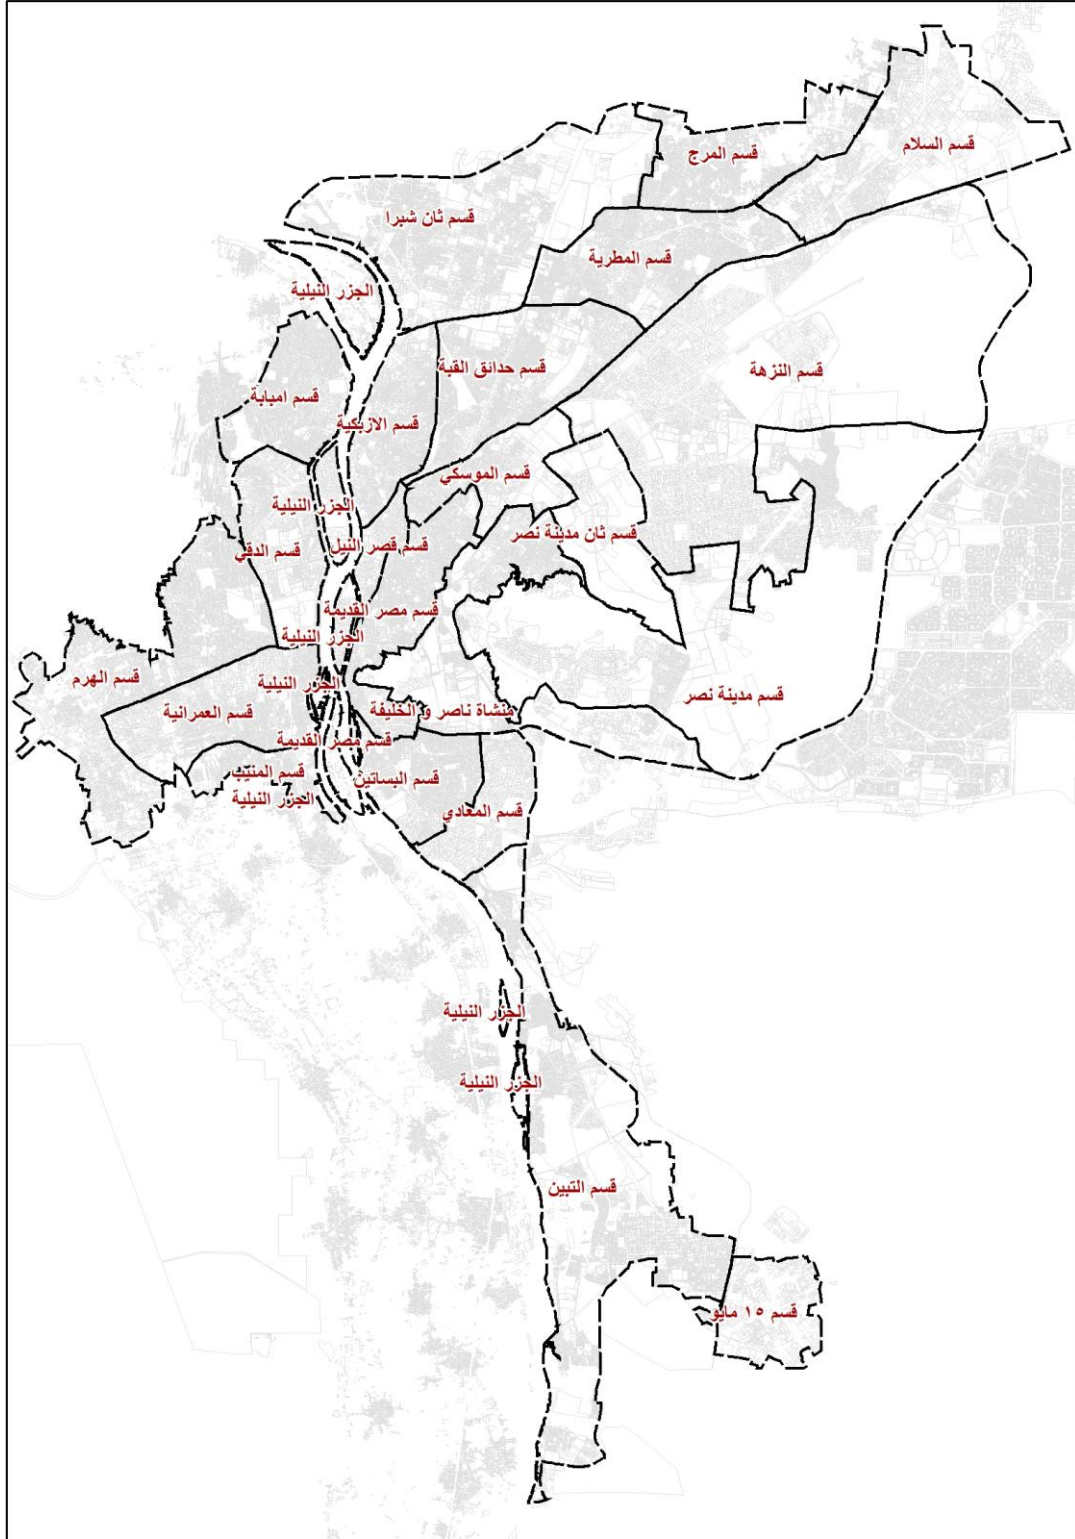 قسم السلام
قسم المرج
قسم ثان شبرا
قسم المطرية
الجزر النيلية
قسم حدائق القبة
قسم النزهة
قسم امبابة
قسم الازبكية
قسم الموسكي
الجزر النيلية
قسم ثان مدينة نصر
قسم قصر النيل
قسم الدقي
قسم مصر القديمة
الجزر النيلية
قسم الهرم
الجزر النيلية
قسم مدينة نصر
منشاة ناصر و الخليفة
قسم العمرانية
قسم مصر القديمة
قسم المنيب
قسم البساتين
الجزر النيلية
قسم المعادي
الجزر النيلية
الجزر النيلية
قسم التبين
قسم ١٥ مايو